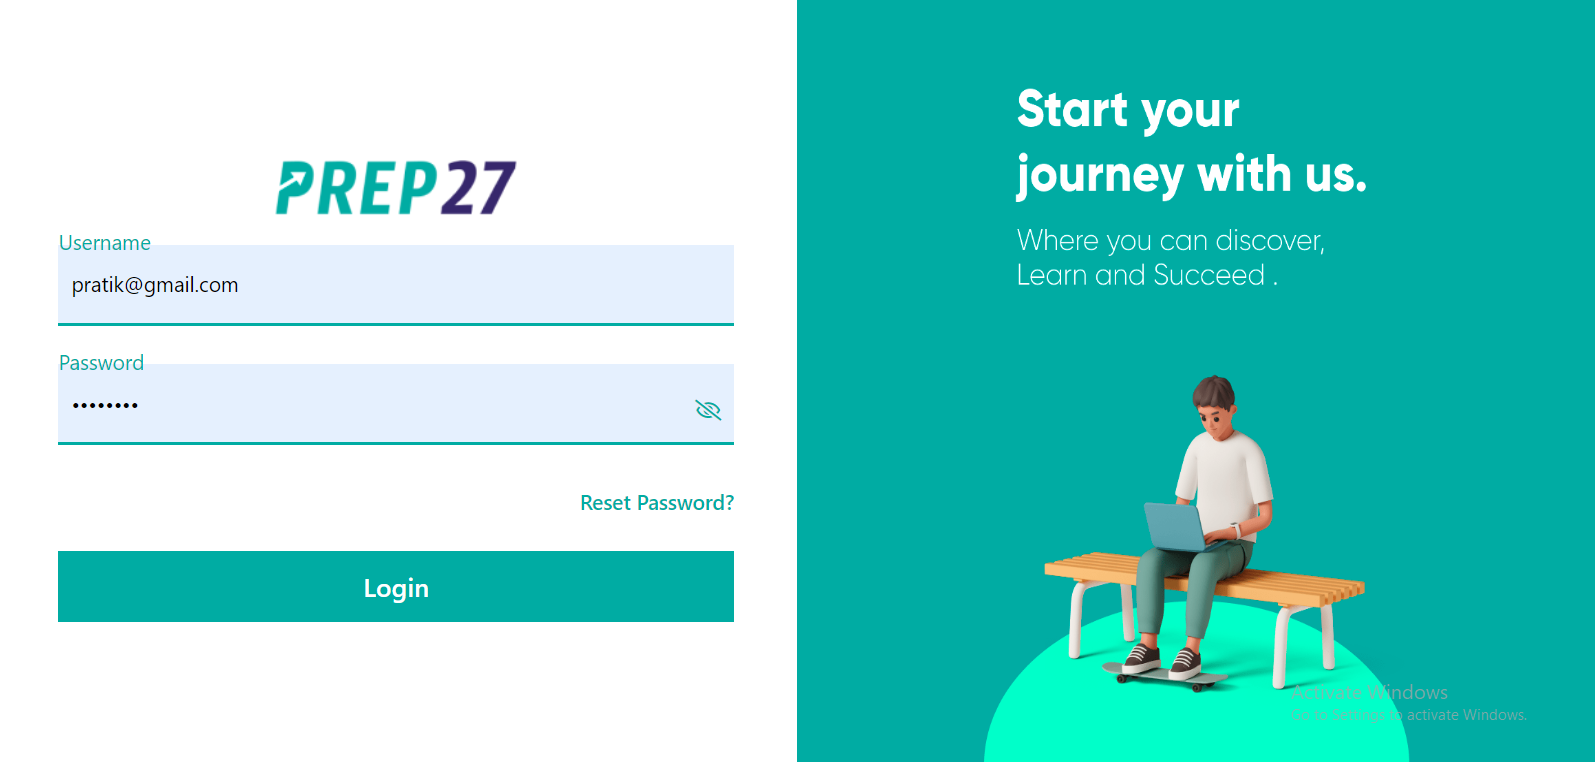 PREP27
Username
pratik@gmail.com
Password
••••••••
Reset Password?
Login
Start your
journey with us.
Where you can discover,
Learn and Succeed .
Activate Windows
Go to Settings to activate Windows.